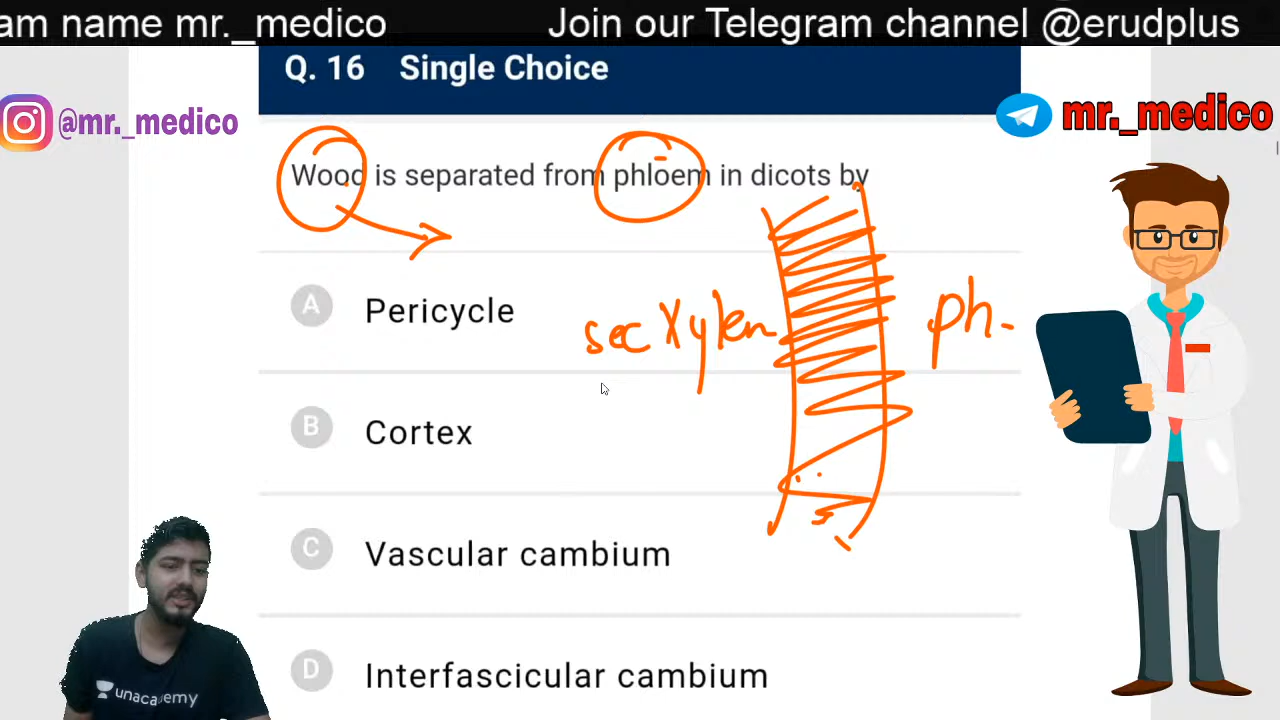 am name mr._medico Join our Telegram channel @erudplus
Q. 16 Single Choice
@mr._medico
mr._medico
Wood is separated from phloem in dicots by
A Pericycle
sec Xylem
ph.
B Cortex
C Vascular cambium
D Interfascicular cambium
unacademy